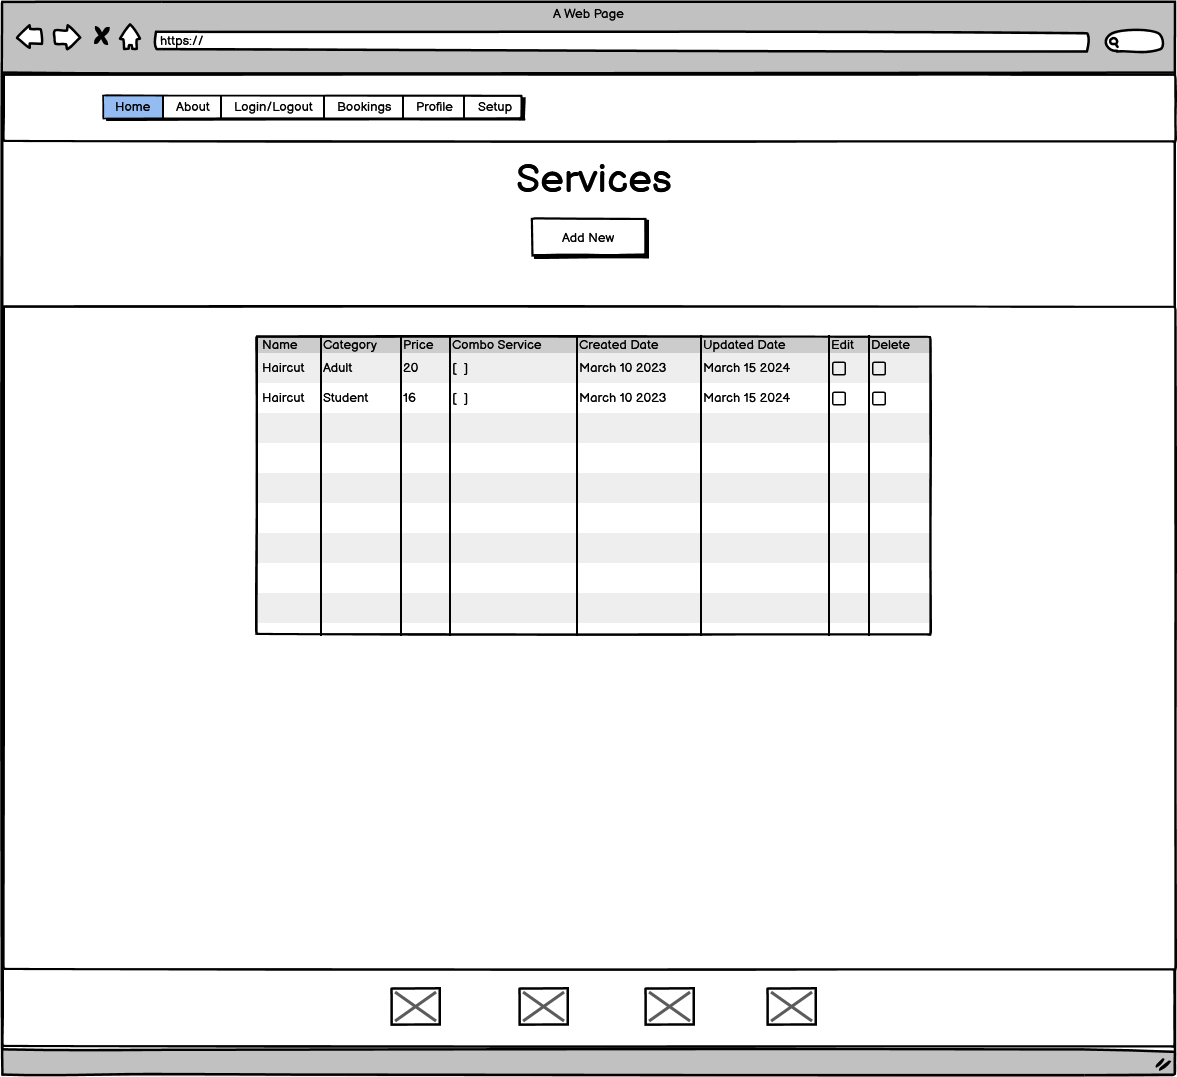 A Web Page
https://
Home About Login/Logout Bookings Profile Setup
Services
Add New
Name Category Price Combo Service Created Date Updated Date Edit Delete
Haircut Adult 20 [ ] March 10 2023 March 15 2024
Haircut Student 16 [ ] March 10 2023 March 15 2024